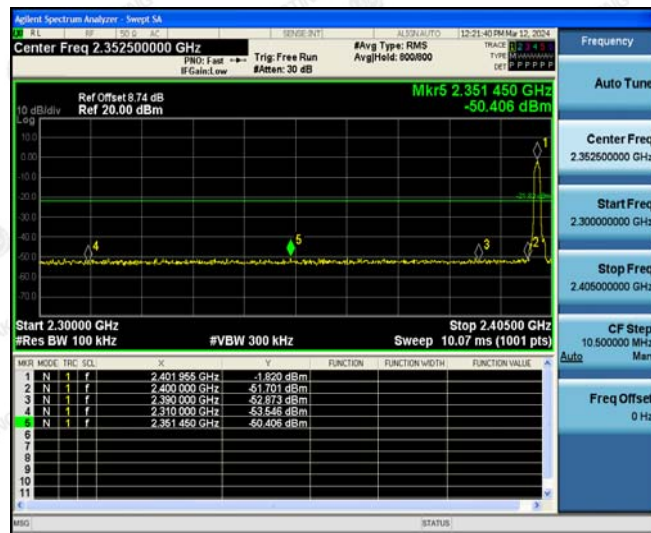 Agilent Spectrum Analyzer - Swept SA
RL RF 50 Ω AC SENSE:INT ALIGNAUTO 12:21:40 PM Mar 12, 2024
Center Freq 2.352500000 GHz #Avg Type: RMS TRACE 1 2 3 4 5 6
PNO: Fast Trig: Free Run Avg|Hold: 800/800 TYPE
IFGain:Low #Atten: 30 dB DET P P P P P P
Mkr5 2.351 450 GHz
Ref Offset 8.74 dB
10 dB/div Ref 20.00 dBm -50.406 dBm
Log
10.0
0.00
-10.0
-20.0
-30.0
-40.0
-50.0
-60.0
-70.0
1
2
3
4
5
Start 2.30000 GHz Stop 2.40500 GHz
#Res BW 100 kHz #VBW 300 kHz Sweep 10.07 ms (1001 pts)
MKR MODE TRC SCL X Y FUNCTION FUNCTION WIDTH FUNCTION VALUE
1 N 1 f 2.401 955 GHz -1.820 dBm
2 N 1 f 2.400 000 GHz -51.701 dBm
3 N 1 f 2.390 000 GHz -52.873 dBm
4 N 1 f 2.310 000 GHz -53.546 dBm
5 N 1 f 2.351 450 GHz -50.406 dBm
6
7
8
9
10
11
MSG STATUS
Frequency
Auto Tune
Center Freq
2.352500000 GHz
Start Freq
2.300000000 GHz
Stop Freq
2.405000000 GHz
CF Step
10.500000 MHz
Auto Man
Freq Offset
0 Hz